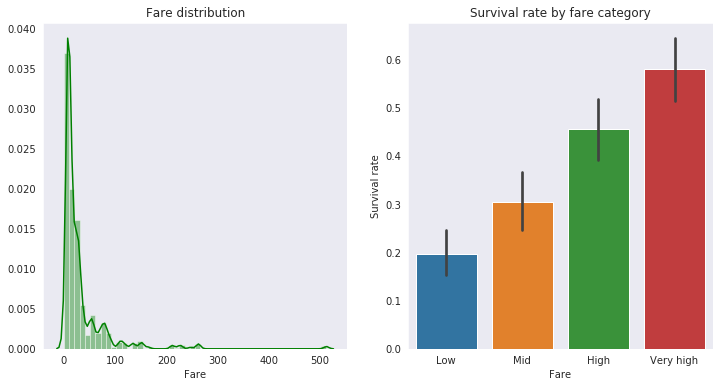 Fare distribution
0.040
0.035
0.030
0.025
0.020
0.015
0.010
0.005
0.000
0
100
200
300
400
500
Fare
Survival rate by fare category
Survival rate
0.6
0.5
0.4
0.3
0.2
0.1
0.0
Low
Mid
High
Very high
Fare